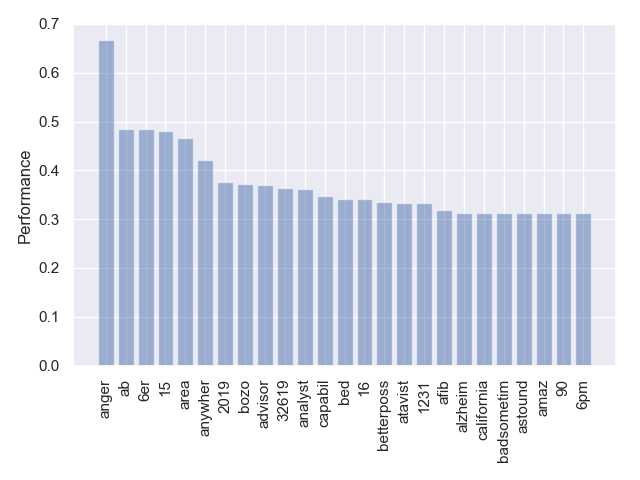 0.7
0.6
0.5
0.4
0.3
0.2
0.1
0.0
Performance
anger
ab
6er
15
area
anywher
2019
bozo
advisor
32619
analyst
capabil
bed
16
betterposs
atavist
1231
afib
alzheim
california
badsometim
astound
amaz
90
6pm